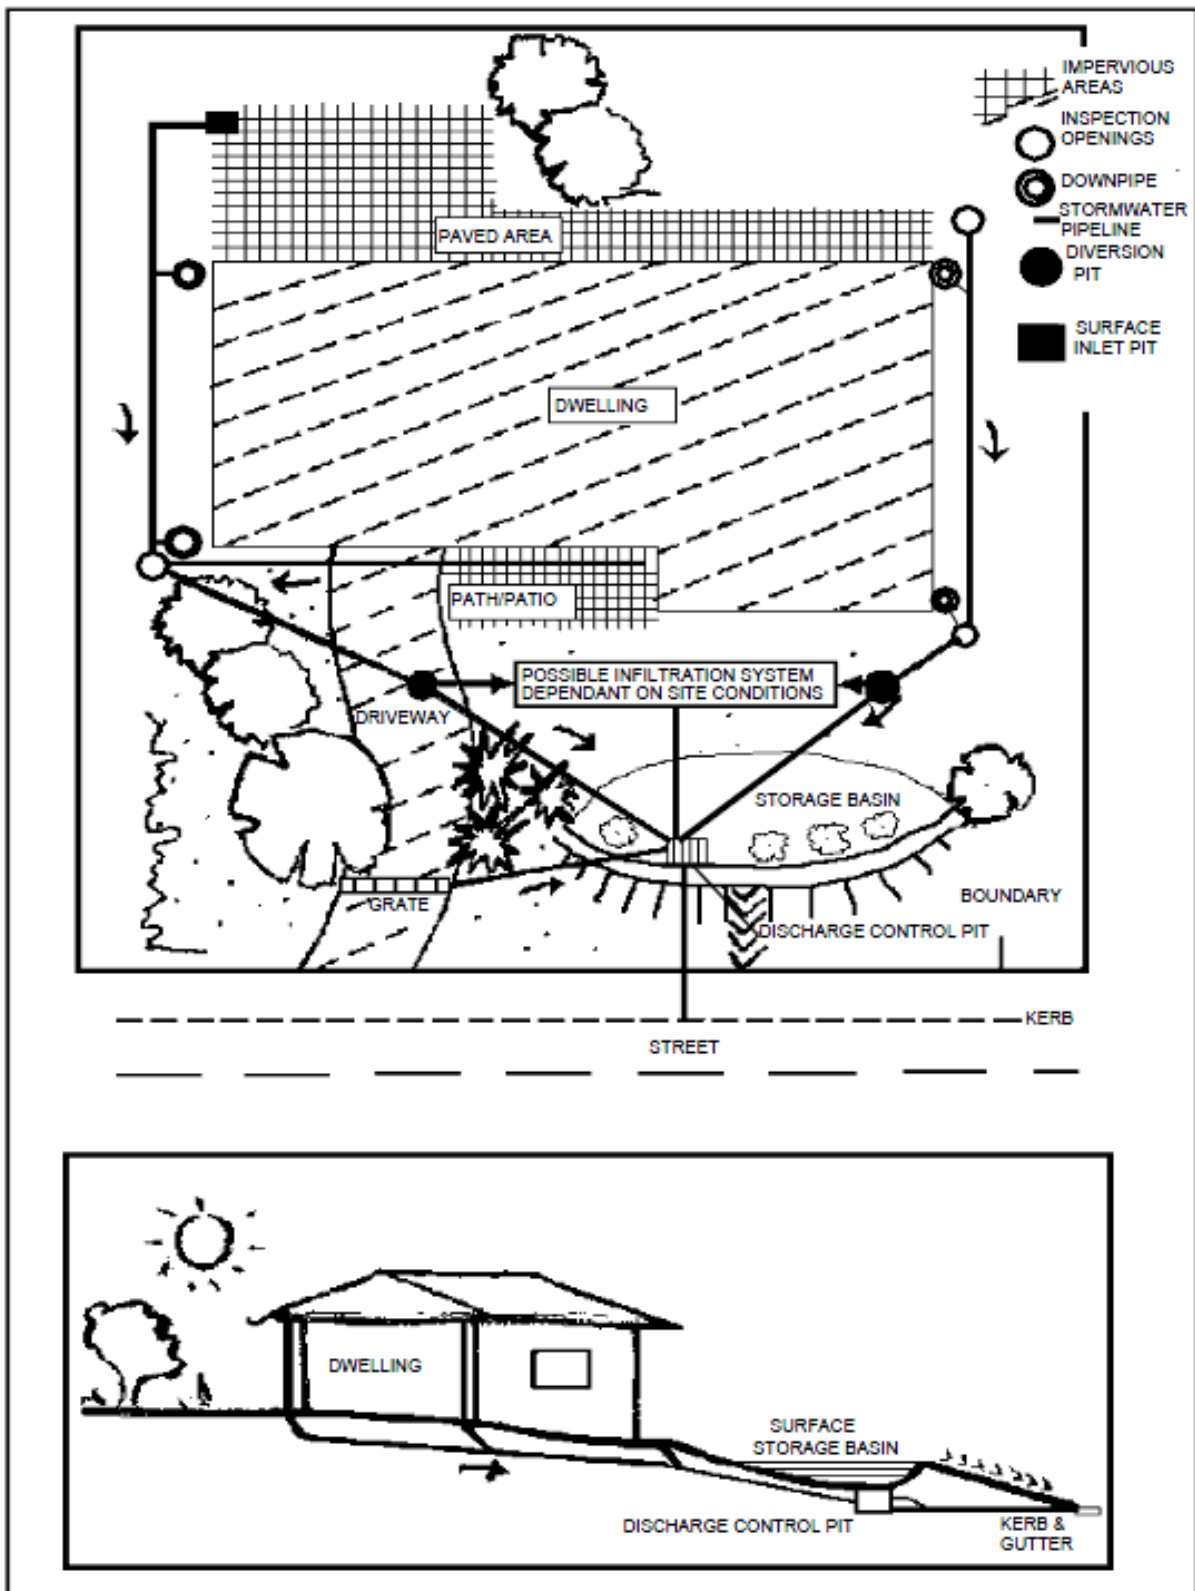 IMPERVIOUS
AREAS
INSPECTION
OPENINGS
DOWNPIPE
STORMWATER
PIPELINE
DIVERSION
PIT
SURFACE
INLET PIT
PAVED AREA
DWELLING
PATH/PATIO
POSSIBLE INFILTRATION SYSTEM
DEPENDANT ON SITE CONDITIONS
DRIVEWAY
STORAGE BASIN
GRATE
BOUNDARY
DISCHARGE CONTROL PIT
KERB
STREET
DWELLING
SURFACE
STORAGE BASIN
DISCHARGE CONTROL PIT
KERB &
GUTTER